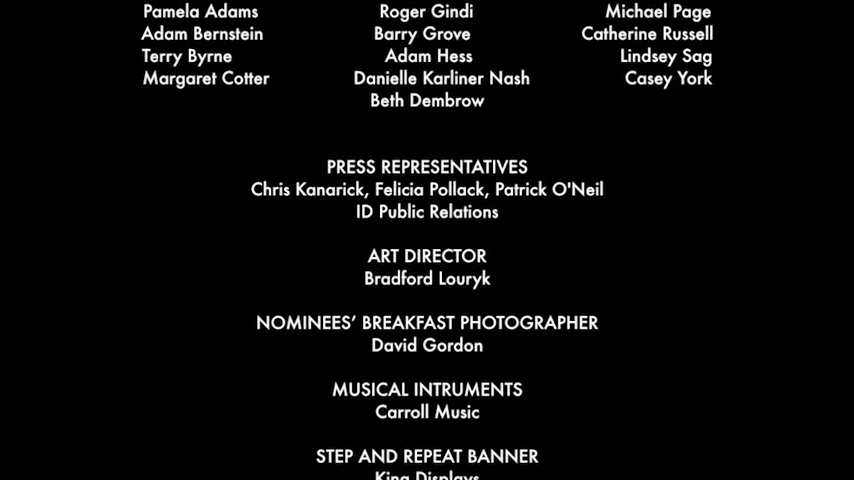 Pamela Adams Roger Gindi Michael Page
Adam Bernstein Barry Grove Catherine Russell
Terry Byrne Adam Hess Lindsey Sag
Margaret Cotter Danielle Karliner Nash Casey York
Beth Dembrow
PRESS REPRESENTATIVES
Chris Kanarick, Felicia Pollack, Patrick O'Neil
ID Public Relations
ART DIRECTOR
Bradford Louryk
NOMINEES’ BREAKFAST PHOTOGRAPHER
David Gordon
MUSICAL INTRUMENTS
Carroll Music
STEP AND REPEAT BANNER
King Displays